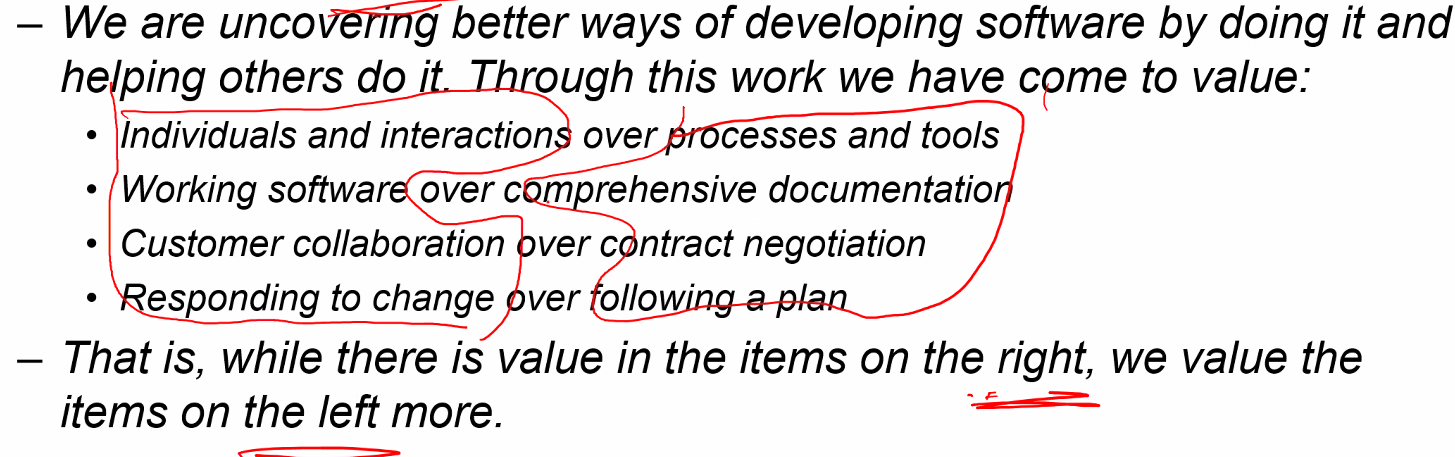 – We are uncovering better ways of developing software by doing it and
helping others do it. Through this work we have come to value:
• Individuals and interactions over processes and tools
• Working software over comprehensive documentation
• Customer collaboration over contract negotiation
• Responding to change over following a plan
– That is, while there is value in the items on the right, we value the
items on the left more.